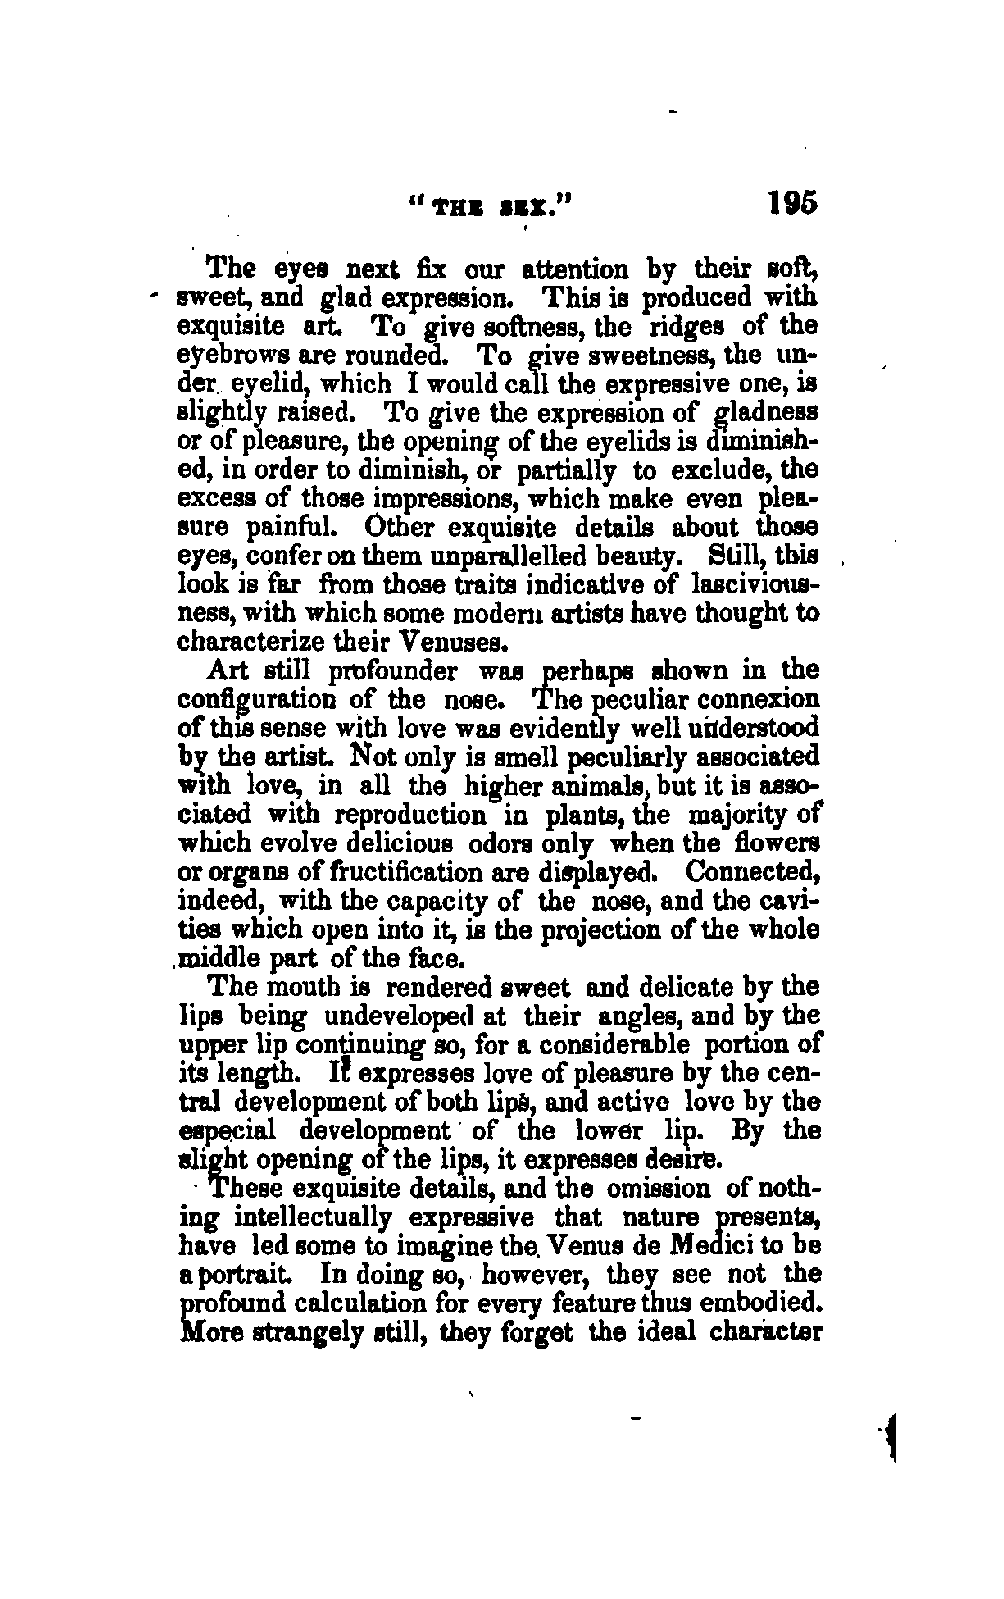 "THE SEX." 195
The eyes next fix our attention by their soft,
sweet, and glad expression. This is produced with
exquisite art. To give softness, the ridges of the
eyebrows are rounded. To give sweetness, the un-
der eyelid, which I would call the expressive one, is
slightly raised. To give the expression of gladness
or of pleasure, the opening of the eyelids is diminish-
ed, in order to diminish, or partially to exclude, the
excess of those impressions, which make even plea-
sure painful. Other exquisite details about those
eyes, confer on them unparallelled beauty. Still, this
look is far from those traits indicative of lascivious-
ness, with which some modern artists have thought to
characterize their Venuses.
Art still profounder was perhaps shown in the
configuration of the nose. The peculiar connexion
of this sense with love was evidently well understood
by the artist. Not only is smell peculiarly associated
with love, in all the higher animals, but it is asso-
ciated with reproduction in plants, the majority of
which evolve delicious odors only when the flowers
or organs of fructification are displayed. Connected,
indeed, with the capacity of the nose, and the cavi-
ties which open into it, is the projection of the whole
middle part of the face.
The mouth is rendered sweet and delicate by the
lips being undeveloped at their angles, and by the
upper lip continuing so, for a considerable portion of
its length. It expresses love of pleasure by the cen-
tral development of both lips, and active love by the
especial development of the lower lip. By the
slight opening of the lips, it expresses desire.
These exquisite details, and the omission of noth-
ing intellectually expressive that nature presents,
have led some to imagine the Venus de Medici to be
a portrait. In doing so, however, they see not the
profound calculation for every feature thus embodied.
More strangely still, they forget the ideal character